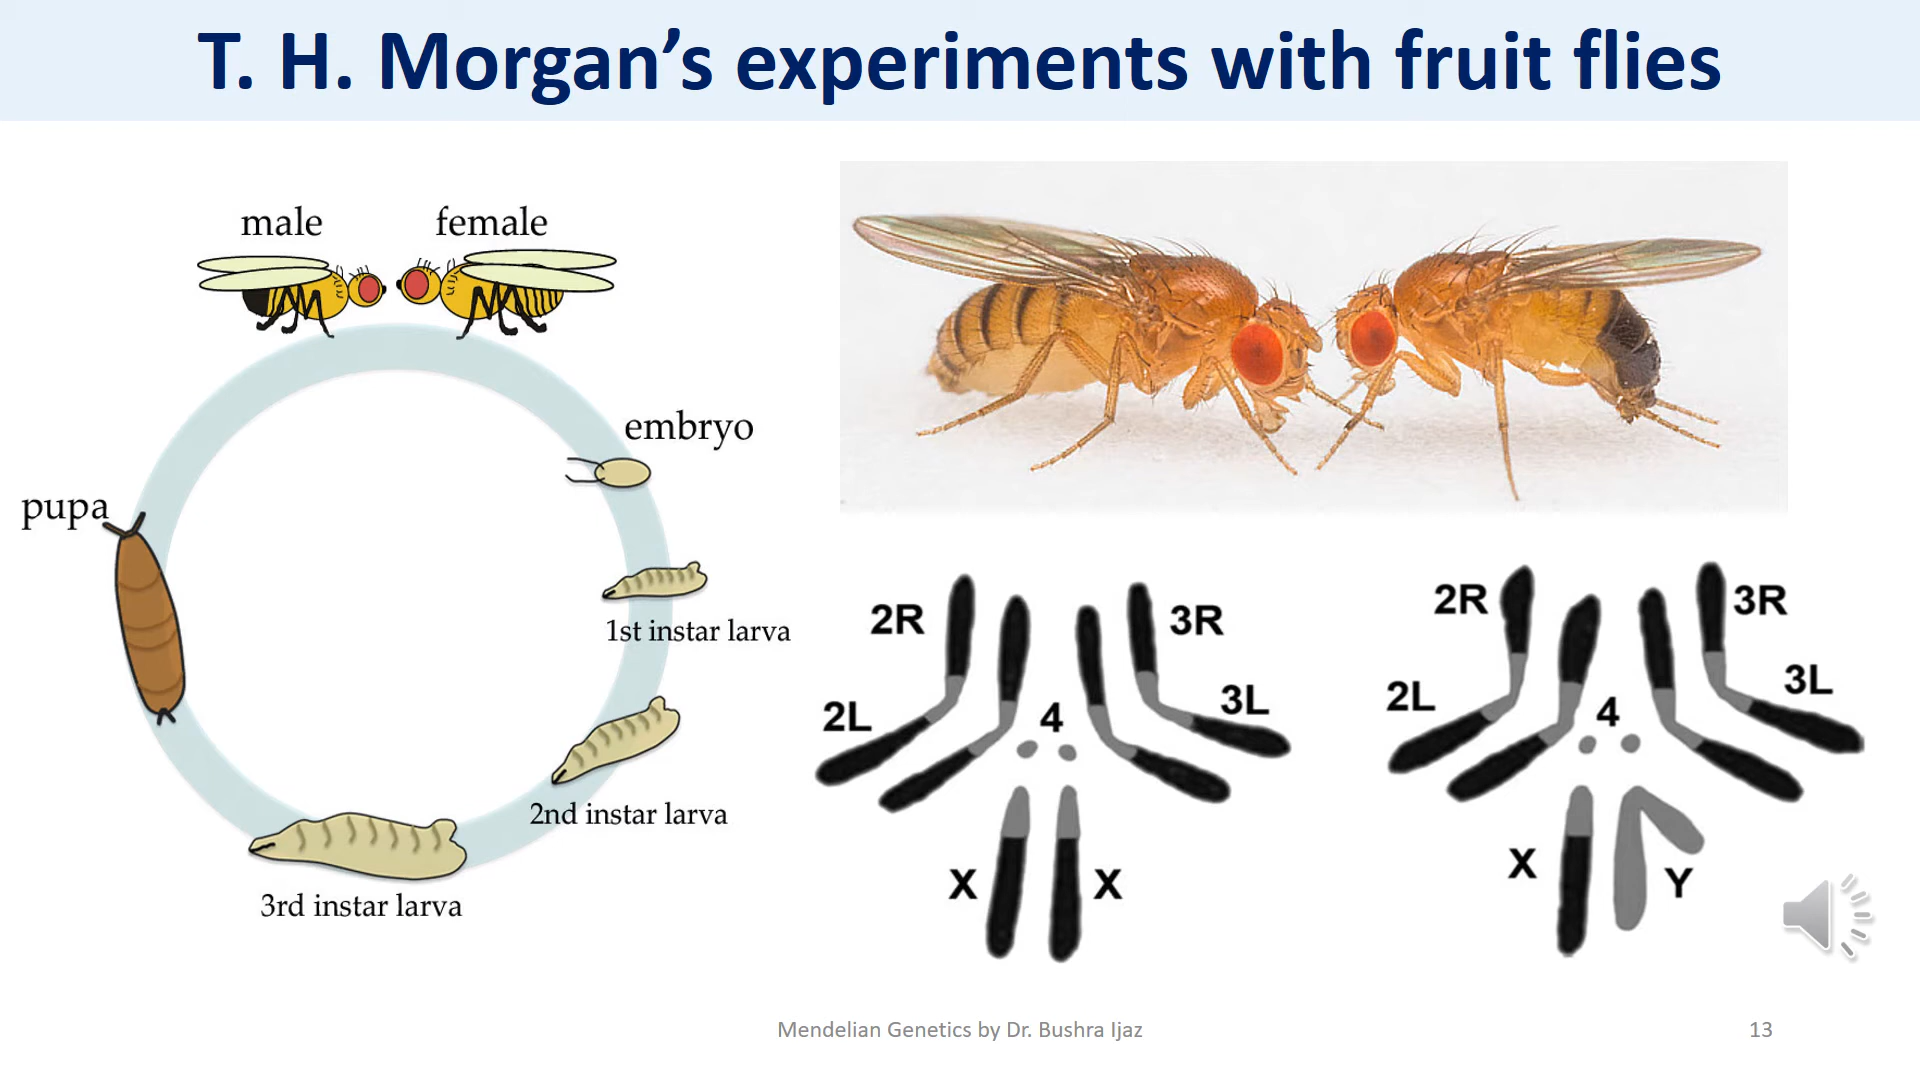 T. H. Morgan’s experiments with fruit flies
male
female
embryo
pupa
1st instar larva
2nd instar larva
3rd instar larva
2R
3R
2L
4
3L
X
X
2R
3R
2L
4
3L
X
Y
Mendelian Genetics by Dr. Bushra Ijaz
13